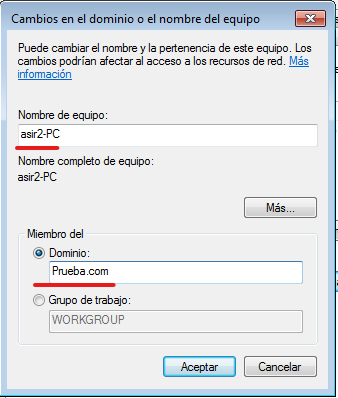 Cambios en el dominio o el nombre del equipo
Puede cambiar el nombre y la pertenencia de este equipo. Los
cambios podrían afectar al acceso a los recursos de red. Más
información
Nombre de equipo:
asir2-PC
Nombre completo de equipo:
asir2-PC
Más...
Miembro del
Dominio:
Prueba.com
Grupo de trabajo:
WORKGROUP
Aceptar
Cancelar